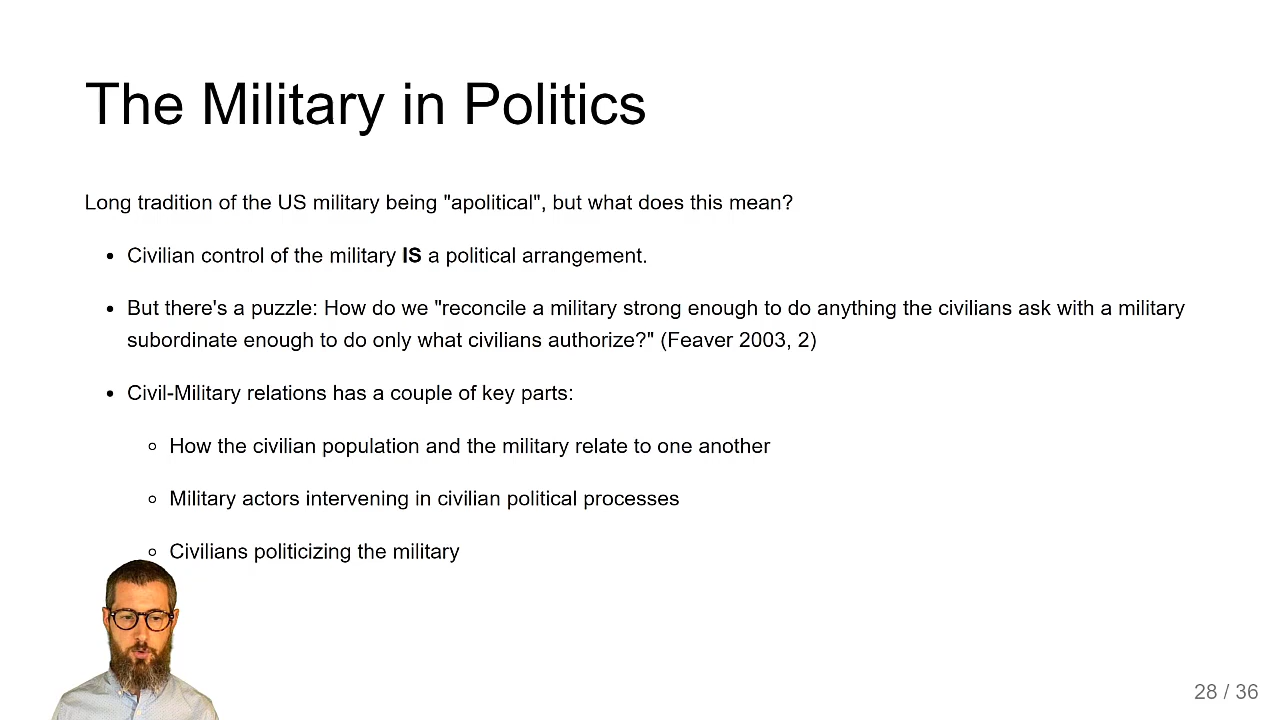 The Military in Politics
Long tradition of the US military being "apolitical", but what does this mean?
Civilian control of the military IS a political arrangement.
But there's a puzzle: How do we "reconcile a military strong enough to do anything the civilians ask with a military
subordinate enough to do only what civilians authorize?" (Feaver 2003, 2)
Civil-Military relations has a couple of key parts:
How the civilian population and the military relate to one another
Military actors intervening in civilian political processes
Civilians politicizing the military
28 / 36